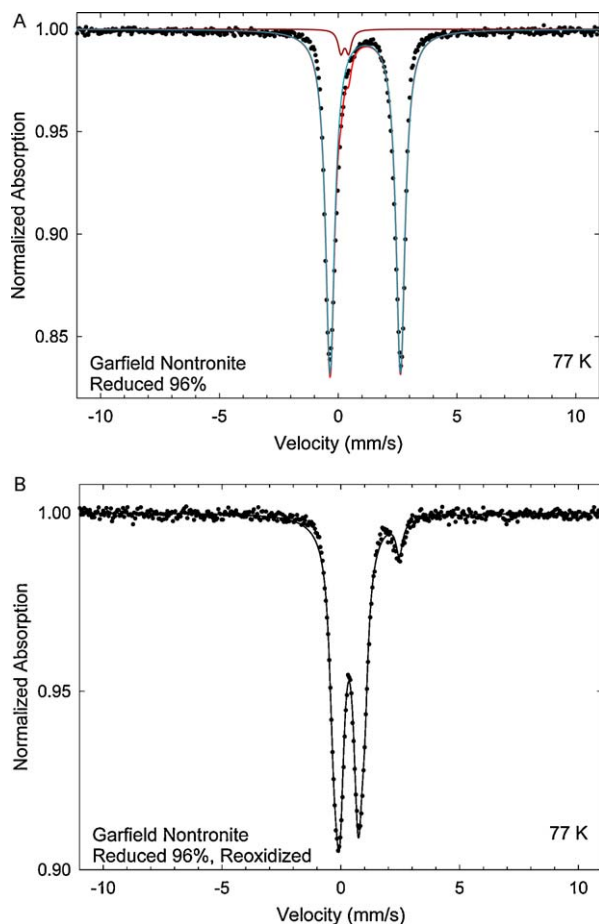 A
1.00
0.95
0.90
0.85
Normalized Absorption
Garfield Nontronite
Reduced 96%
77 K
-10 -5 0 5 10
Velocity (mm/s)
B
1.00
0.95
0.90
Normalized Absorption
Garfield Nontronite
Reduced 96%, Reoxidized
77 K
-10 -5 0 5 10
Velocity (mm/s)